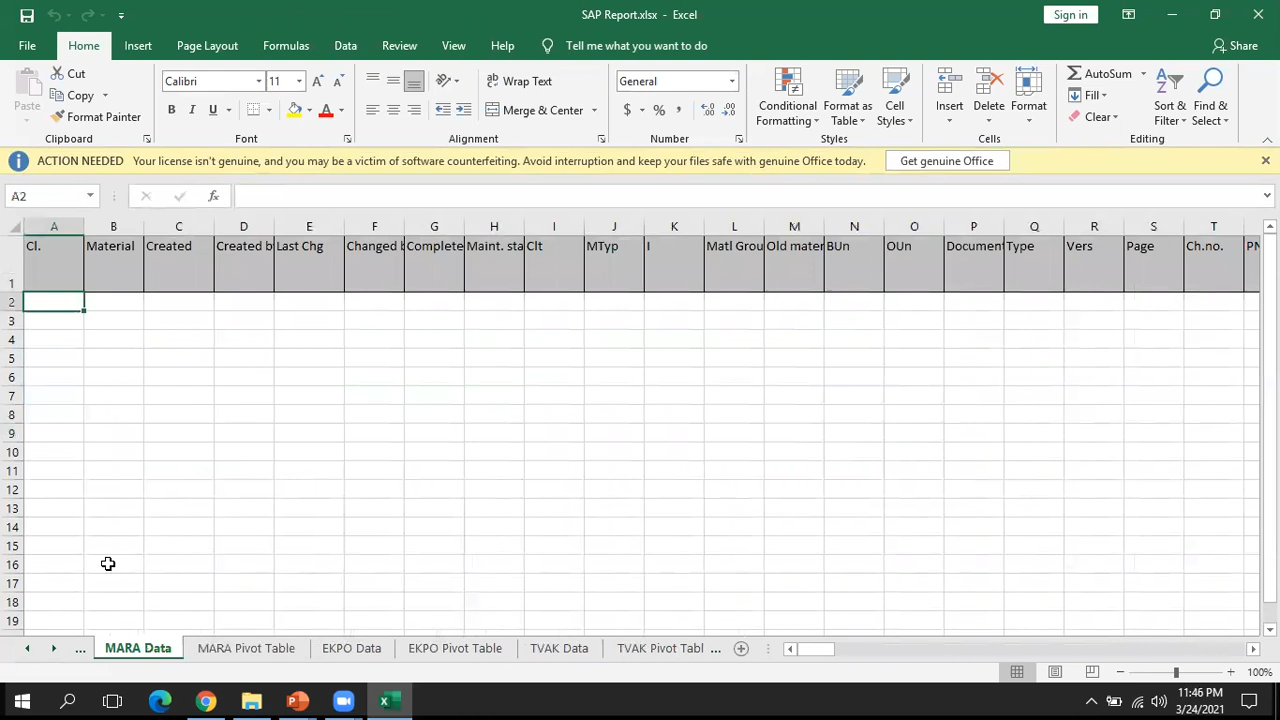 SAP Report.xlsx - Excel
Sign in
File Home Insert Page Layout Formulas Data Review View Help Tell me what you want to do Share
Paste
Cut
Copy
Format Painter
Clipboard
Calibri 11
B I U
Font
Wrap Text
Merge & Center
Alignment
General
$ % ,
Number
Conditional Formatting
Format as Table
Cell Styles
Styles
Insert Delete Format
Cells
AutoSum
Fill
Clear
Sort & Filter
Find & Select
Editing
ACTION NEEDED Your license isn't genuine, and you may be a victim of software counterfeiting. Avoid interruption and keep your files safe with genuine Office today. Get genuine Office
A2 fx
A B C D E F G H I J K L M N O P Q R S T
1 Cl. Material Created Created b Last Chg Changed b Complete Maint. sta Clt MTyp I Matl Grou Old mater BUn OUn Document Type Vers Page Ch.no. PN
2
3
4
5
6
7
8
9
10
11
12
13
14
15
16
17
18
19
... MARA Data MARA Pivot Table EKPO Data EKPO Pivot Table TVAK Data TVAK Pivot Tabl ...
100%
11:46 PM
3/24/2021